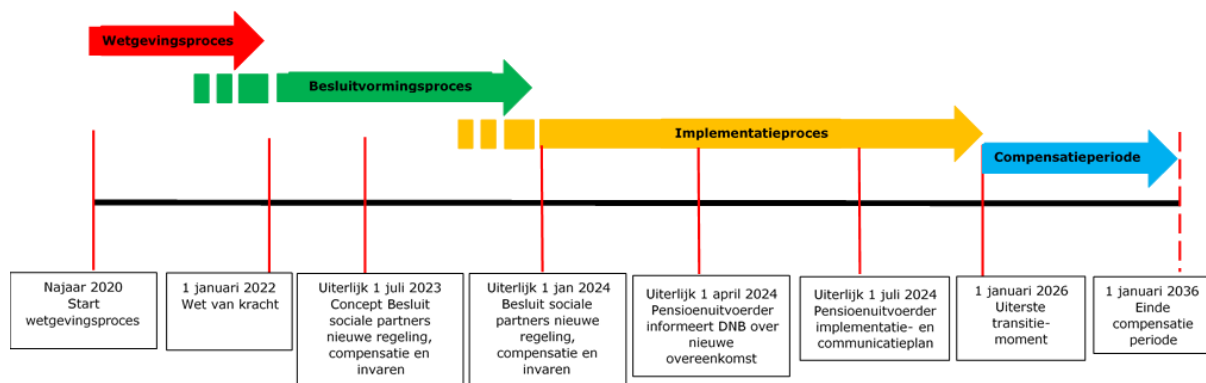 Wetgevingsproces
Besluitvormingsproces
Implementatieproces
Compensatieperiode
Najaar 2020
Start
wetgevingsproces
1 januari 2022
Wet van kracht
Uiterlijk 1 juli 2023
Concept Besluit
sociale partners
nieuwe regeling,
compensatie en
invaren
Uiterlijk 1 jan 2024
Besluit sociale
partners nieuwe
regeling,
compensatie en
invaren
Uiterlijk 1 april 2024
Pensioenuitvoerder
informeert DNB over
nieuwe
overeenkomst
Uiterlijk 1 juli 2024
Pensioenuitvoerder
implementatie- en
communicatieplan
1 januari 2026
Uiterste
transitie-
moment
1 januari 2036
Einde
compensatie
periode